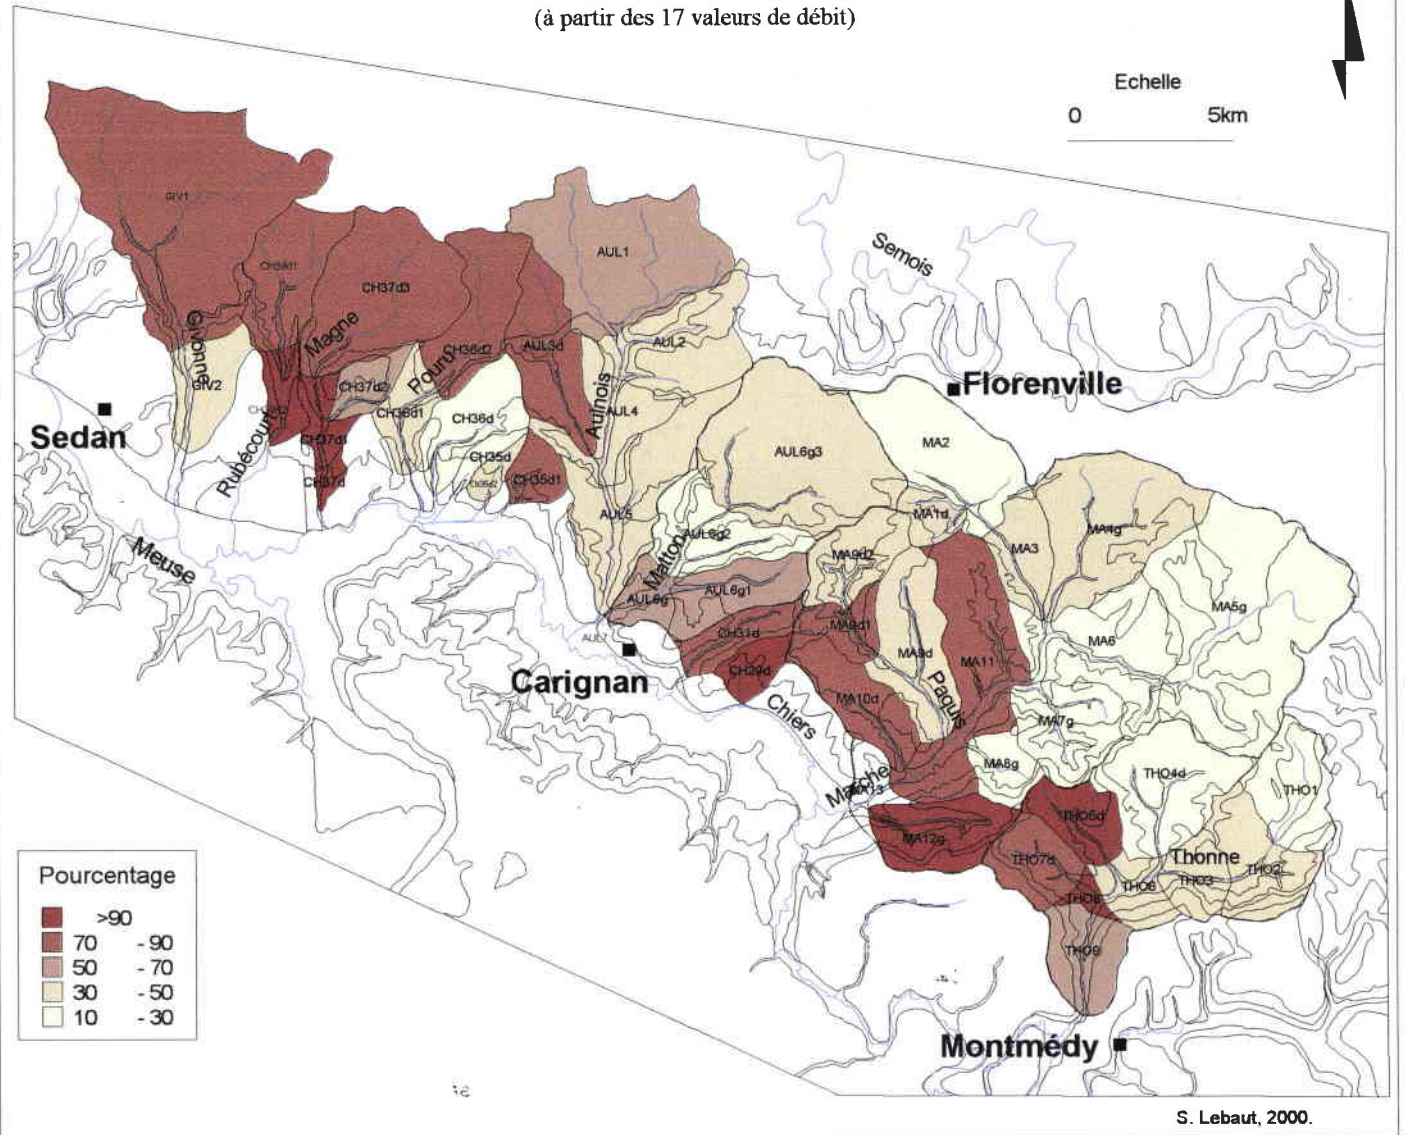 (à partir des 17 valeurs de débit)
Echelle
0 5km
GIV1
AUL1
Semois
CH37d3
Givonne
Magne
CH36d2
AUL3d
AUL2
GIV2
CH37d2
Pouru
Florenville
Sedan
CH36d1
CH36d
Aulnois
AUL4
MA2
Rubécourt
CH37d1
CH35d
AUL6g3
CH37d
CH35d1
AUL5
MA1d
MA4g
Meuse
Matton
AUL6g2
MA9d2
MA3
AUL6g
AUL6g1
MA5g
AUL7
CH31d
MA9d1
MA6
Carignan
CH29d
MA9d
MA11
Chiers
MA10d
Paquis
MA7g
MA8g
THO4d
THO1
Marche
MA13
THO5d
MA12g
THO7d
Thonne
THO6
THO3
THO2
THO8
THO9
Montmédy
Pourcentage
>90
70 - 90
50 - 70
30 - 50
10 - 30
S. Lebaut, 2000.